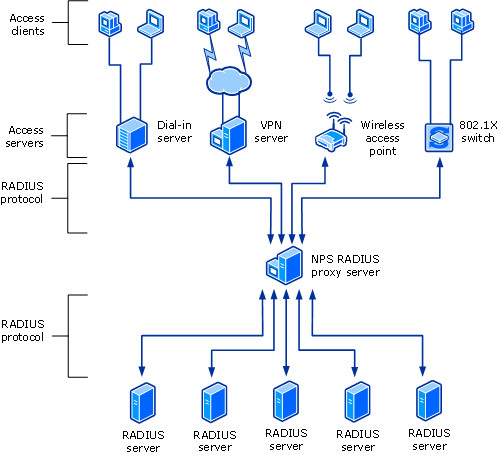 Access
clients
Access
servers
Dial-in
server
VPN
server
Wireless
access
point
802.1X
switch
RADIUS
protocol
NPS RADIUS
proxy server
RADIUS
protocol
RADIUS
server
RADIUS
server
RADIUS
server
RADIUS
server
RADIUS
server